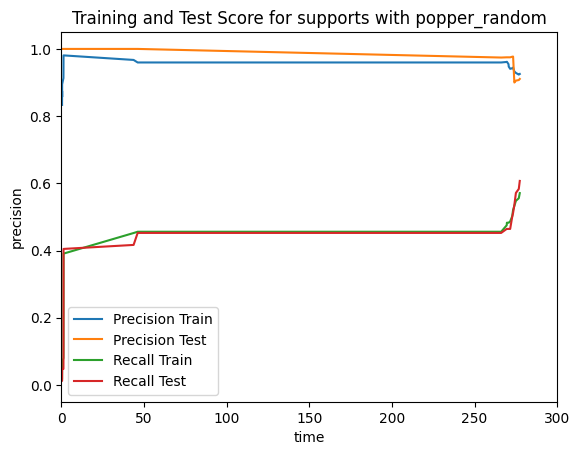 Training and Test Score for supports with popper_random
precision
1.0
0.8
0.6
0.4
0.2
0.0
Precision Train
Precision Test
Recall Train
Recall Test
0 50 100 150 200 250 300
time